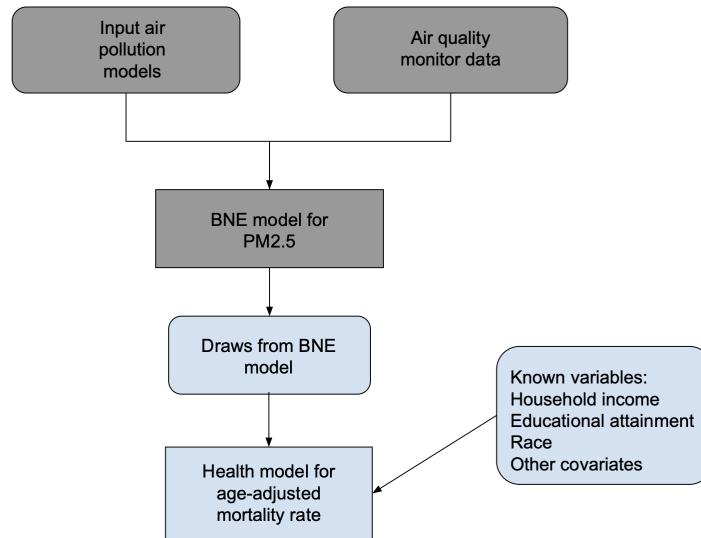 Input air
pollution
models
Air quality
monitor data
BNE model for
PM2.5
Draws from BNE
model
Known variables:
Household income
Educational attainment
Race
Other covariates
Health model for
age-adjusted
mortality rate